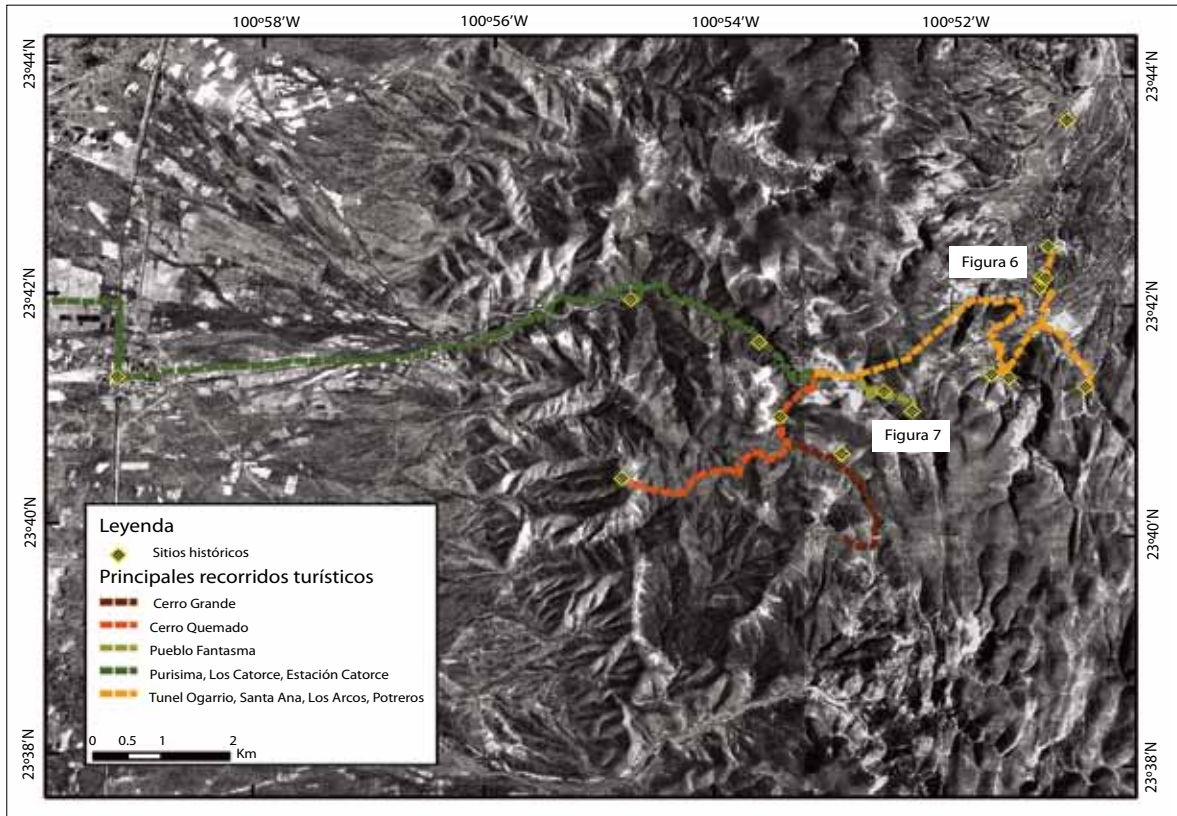 100º58’W 100º56’W 100º54’W 100º52’W
23º44’N
23º44’N
Figura 6
23º42’N
23º42’N
Figura 7
23º40’N
23º40’N
Leyenda
Sitios históricos
Principales recorridos turísticos
Cerro Grande
Cerro Quemado
Pueblo Fantasma
Purisima, Los Catorce, Estación Catorce
Tunel Ogarrio, Santa Ana, Los Arcos, Potreros
0 0.5 1 2
Km
23º38’N
23º38’N